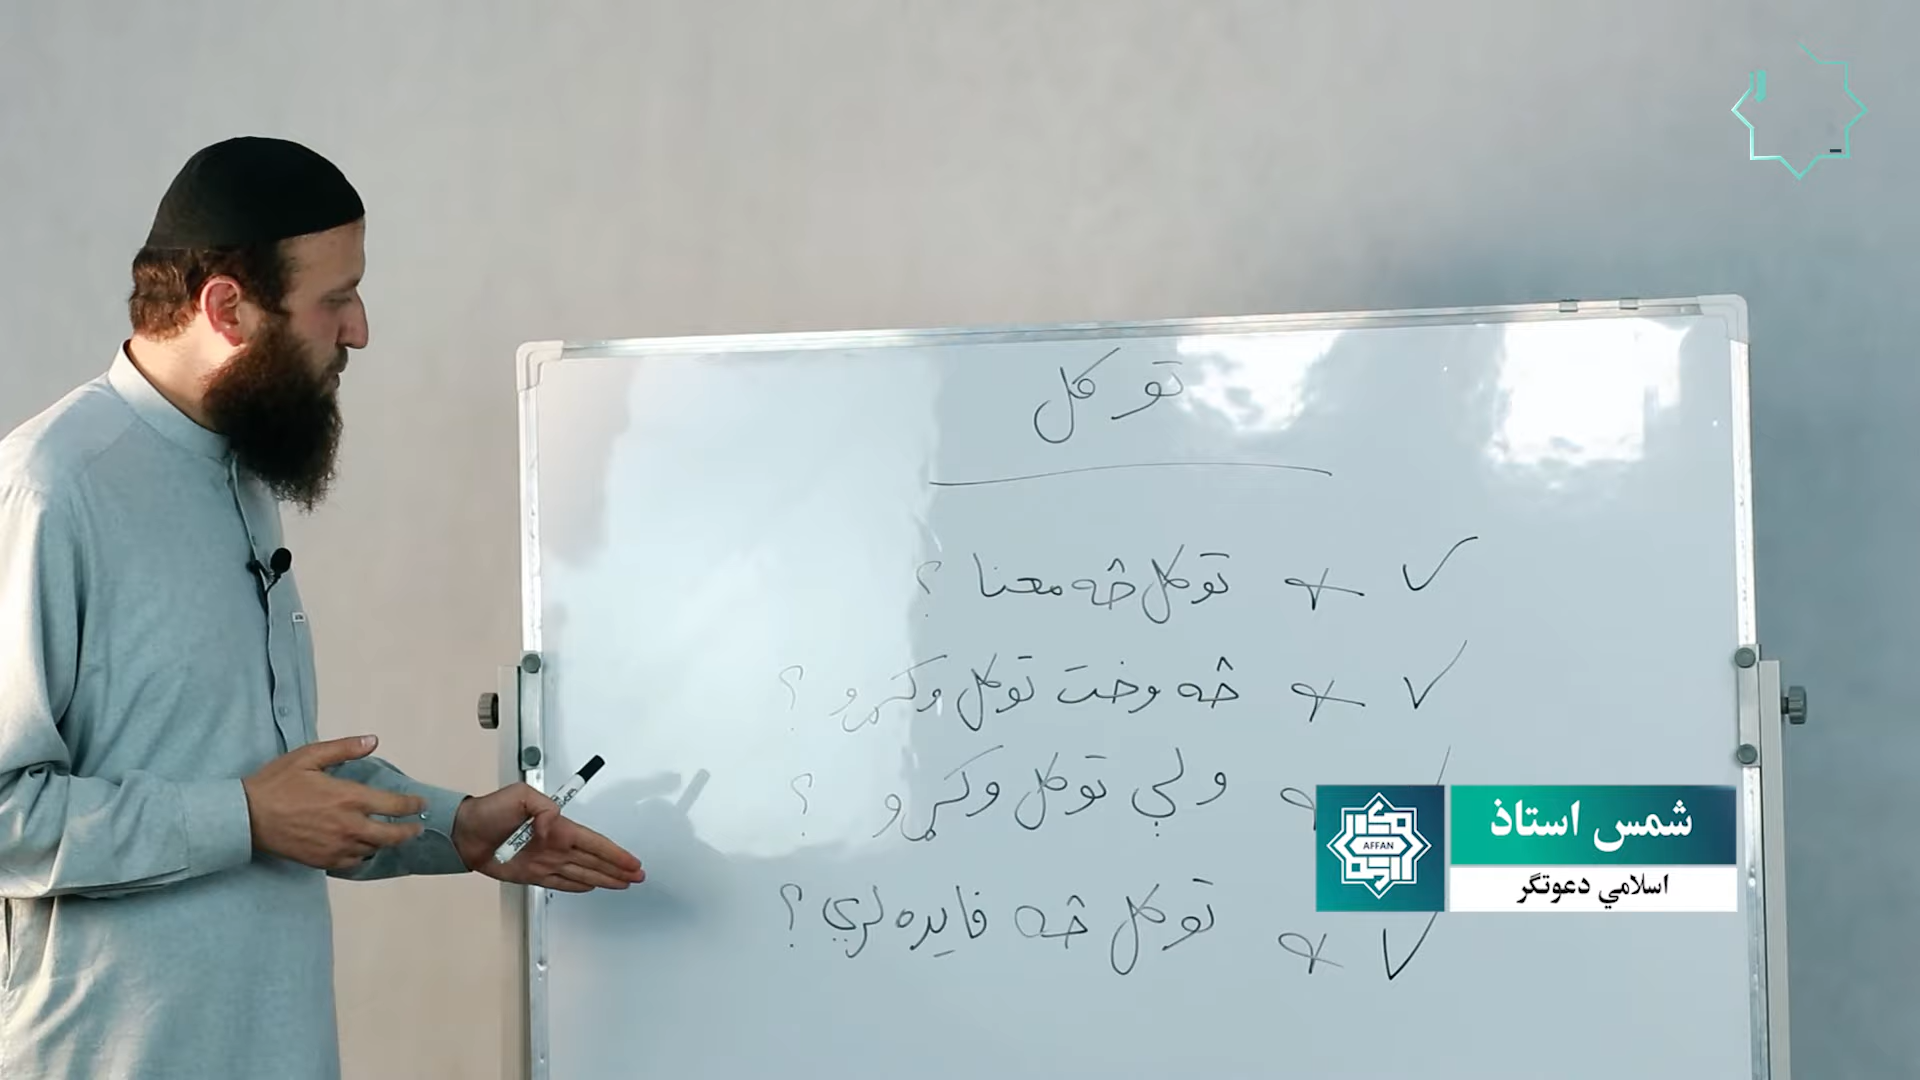 توکل
توکل څه معنا ؟
څه وخت توکل وکړو ؟
ولې توکل وکړو ؟
توکل څه فایده لري ؟
شمس استاذ
اسلامي دعوتګر
AFFAN